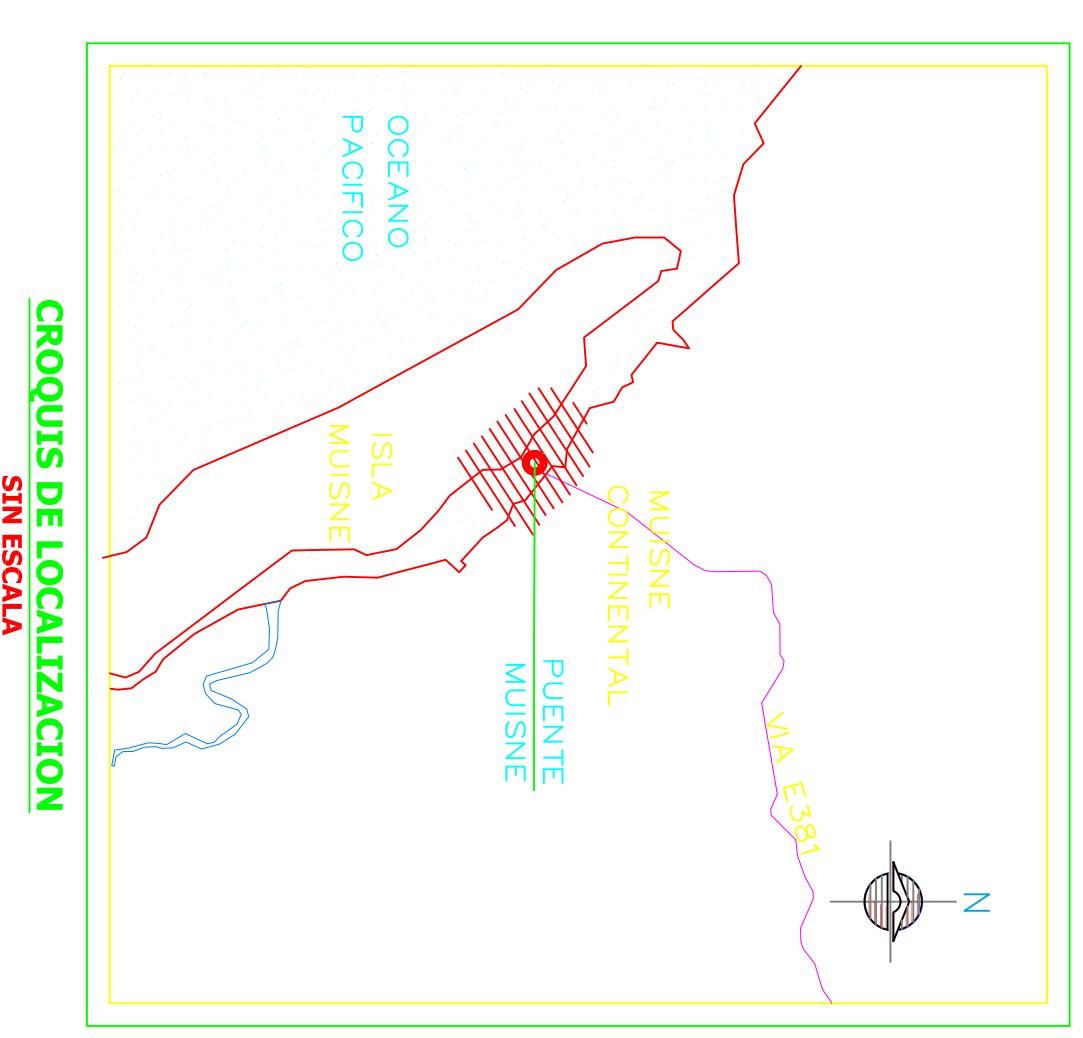 N
OCEANO
PACIFICO
ISLA
MUISNE
MUISNE
CONTINENTAL
PUENTE
MUISNE
VIA E381
CROQUIS DE LOCALIZACION
SIN ESCALA